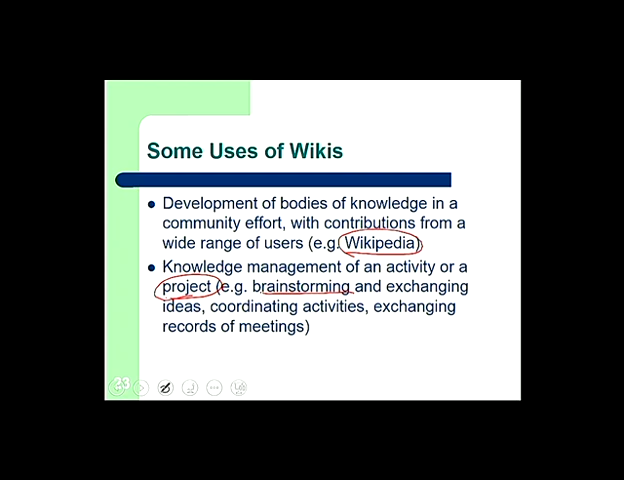 Some Uses of Wikis
Development of bodies of knowledge in a
community effort, with contributions from a
wide range of users (e.g. Wikipedia)
Knowledge management of an activity or a
project (e.g. brainstorming and exchanging
ideas, coordinating activities, exchanging
records of meetings)
23